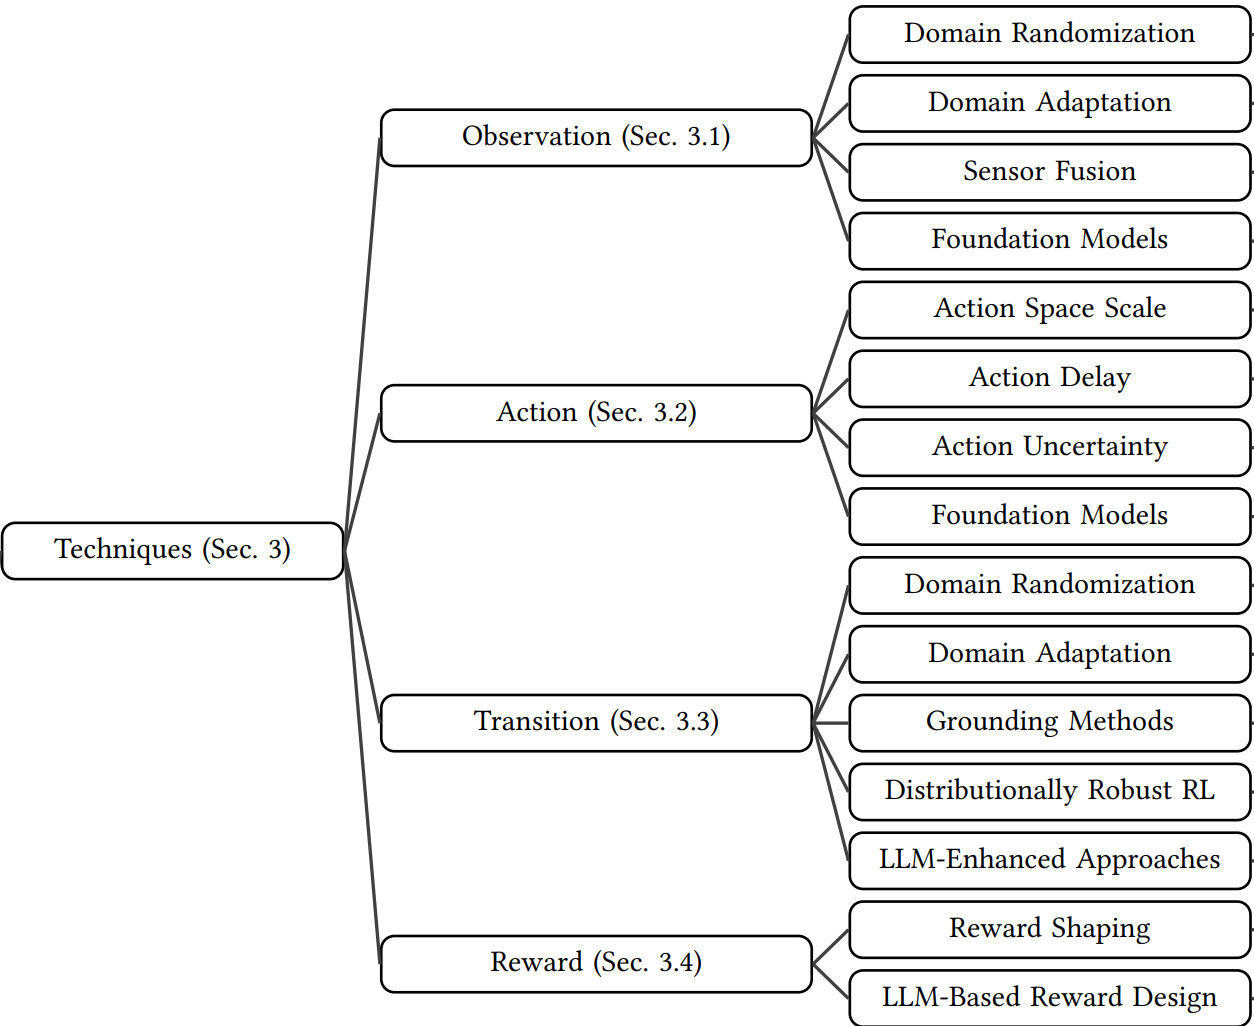 Techniques (Sec. 3)
Observation (Sec. 3.1)
Domain Randomization
Domain Adaptation
Sensor Fusion
Foundation Models
Action (Sec. 3.2)
Action Space Scale
Action Delay
Action Uncertainty
Foundation Models
Transition (Sec. 3.3)
Domain Randomization
Domain Adaptation
Grounding Methods
Distributionally Robust RL
LLM-Enhanced Approaches
Reward (Sec. 3.4)
Reward Shaping
LLM-Based Reward Design